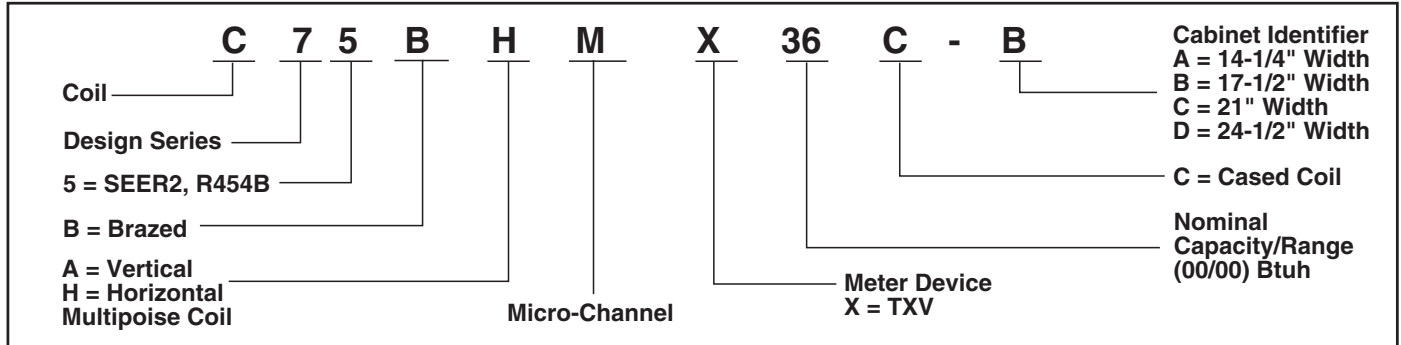 C 7 5 B H M X 36 C - B
Coil
Design Series
5 = SEER2, R454B
B = Brazed
A = Vertical
H = Horizontal
Multipoise Coil
Micro-Channel
Meter Device
X = TXV
Cabinet Identifier
A = 14-1/4" Width
B = 17-1/2" Width
C = 21" Width
D = 24-1/2" Width
C = Cased Coil
Nominal
Capacity/Range
(00/00) Btuh